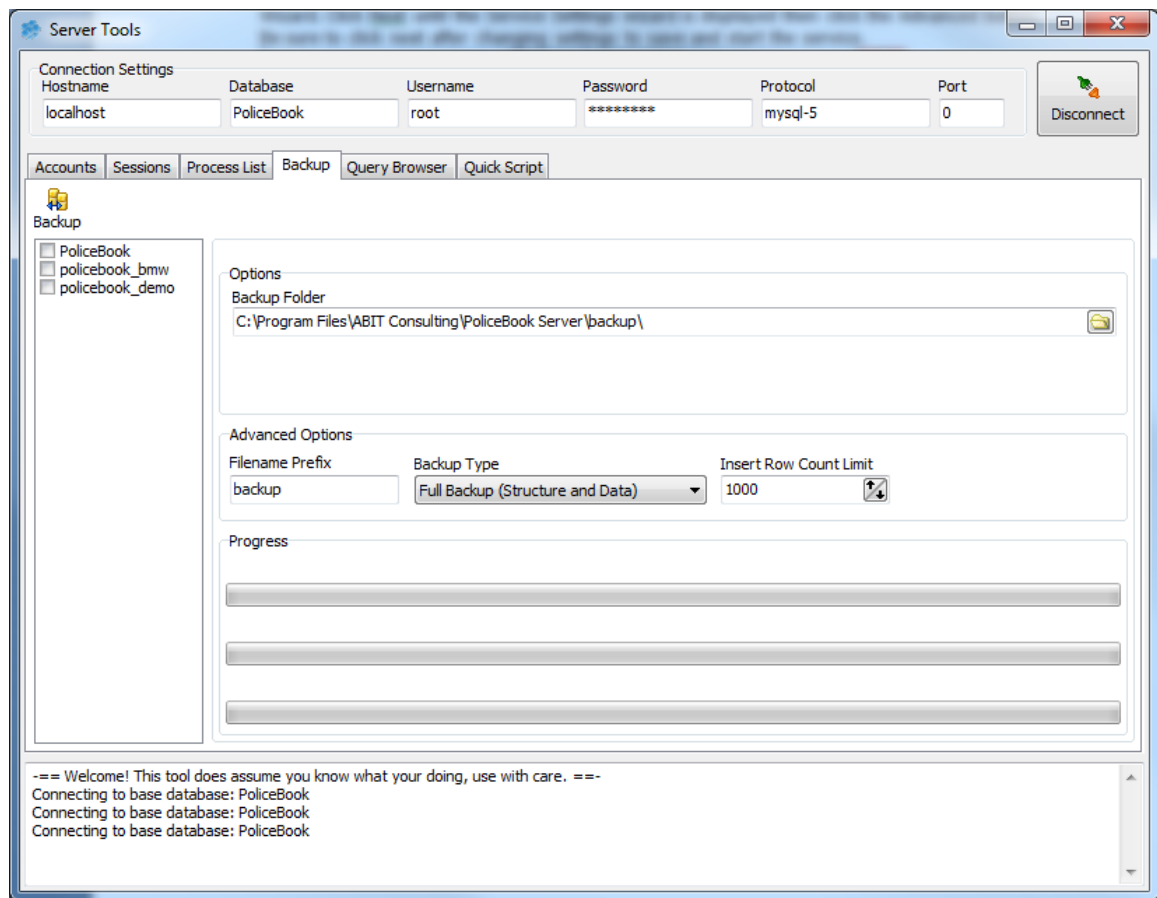 Server Tools
Connection Settings
Hostname Database Username Password Protocol Port
localhost PoliceBook root ******** mysql-5 0
Disconnect
Accounts Sessions Process List Backup Query Browser Quick Script
Backup
PoliceBook
policebook_bmw
policebook_demo
Options
Backup Folder
C:\Program Files\ABIT Consulting\PoliceBook Server\backup\
Advanced Options
Filename Prefix Backup Type Insert Row Count Limit
backup Full Backup (Structure and Data) 1000
Progress
-== Welcome! This tool does assume you know what your doing, use with care. ==-
Connecting to base database: PoliceBook
Connecting to base database: PoliceBook
Connecting to base database: PoliceBook